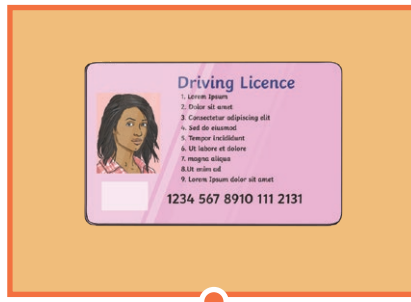 Driving Licence
1. Lorem Ipsum
2. Dolor sit amet
3. Consectetur adipiscing elit
4. Sed do eiusmod
5. Tempor incididunt
6. Ut labore et dolore
7. magna aliqua
8.Ut enim ad
9. Lorem Ipsum dolor sit amet
1234 567 8910 111 2131